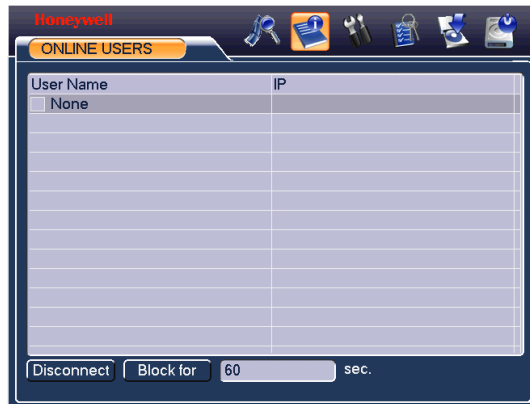 Honeywell
ONLINE USERS
User Name IP
None
Disconnect Block for 60 sec.